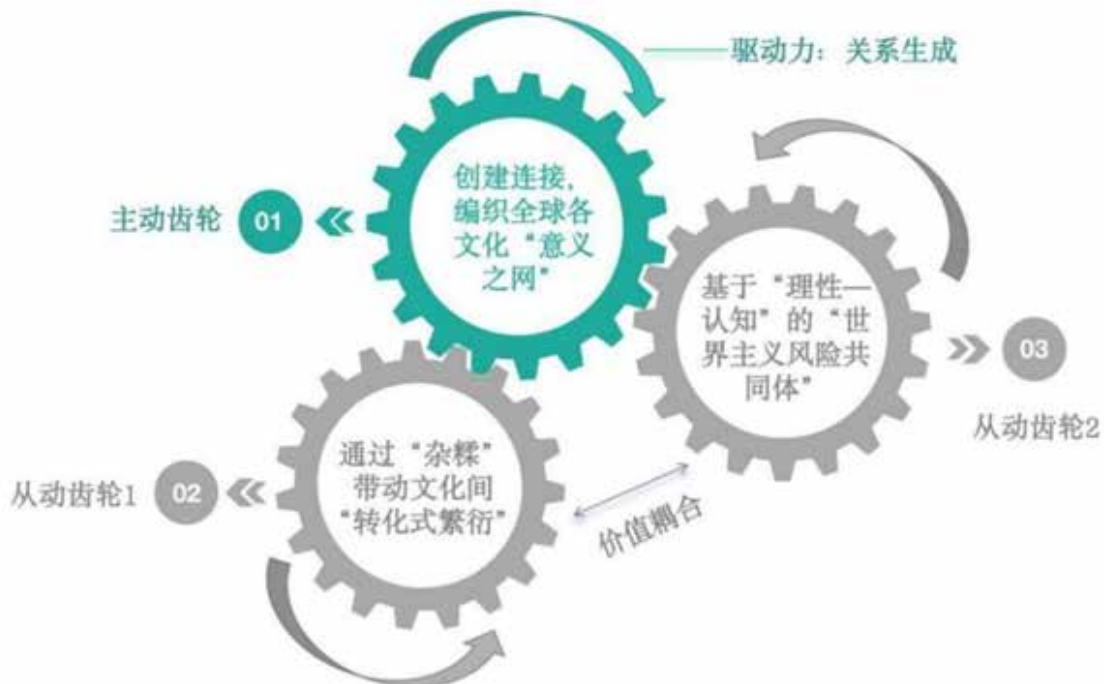 驱动力：关系生成
主动齿轮
01
创建连接，
编织全球各
文化“意义
之网”
基于“理性—
认知”的“世
界主义风险共
同体”
03
从动齿轮2
从动齿轮1
02
通过“杂糅”
带动文化间
“转化式繁衍”
价值耦合